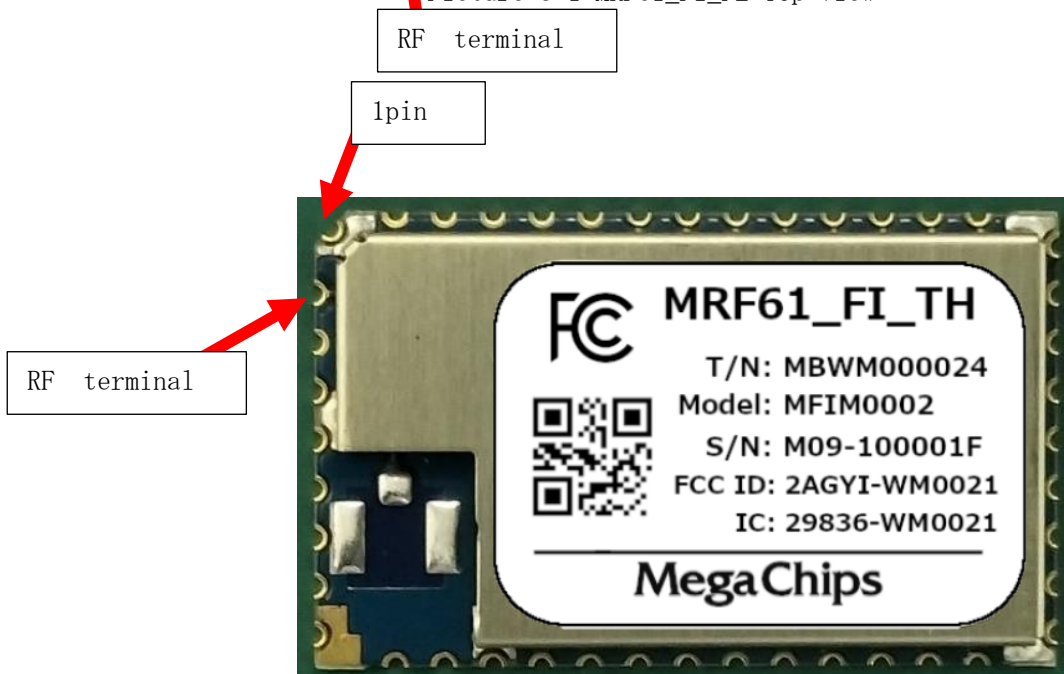 RF terminal
1pin
RF terminal
FC
MRF61_FI_TH
T/N: MBWM000024
Model: MFIM0002
S/N: M09-100001F
FCC ID: 2AGYI-WM0021
IC: 29836-WM0021
MegaChips